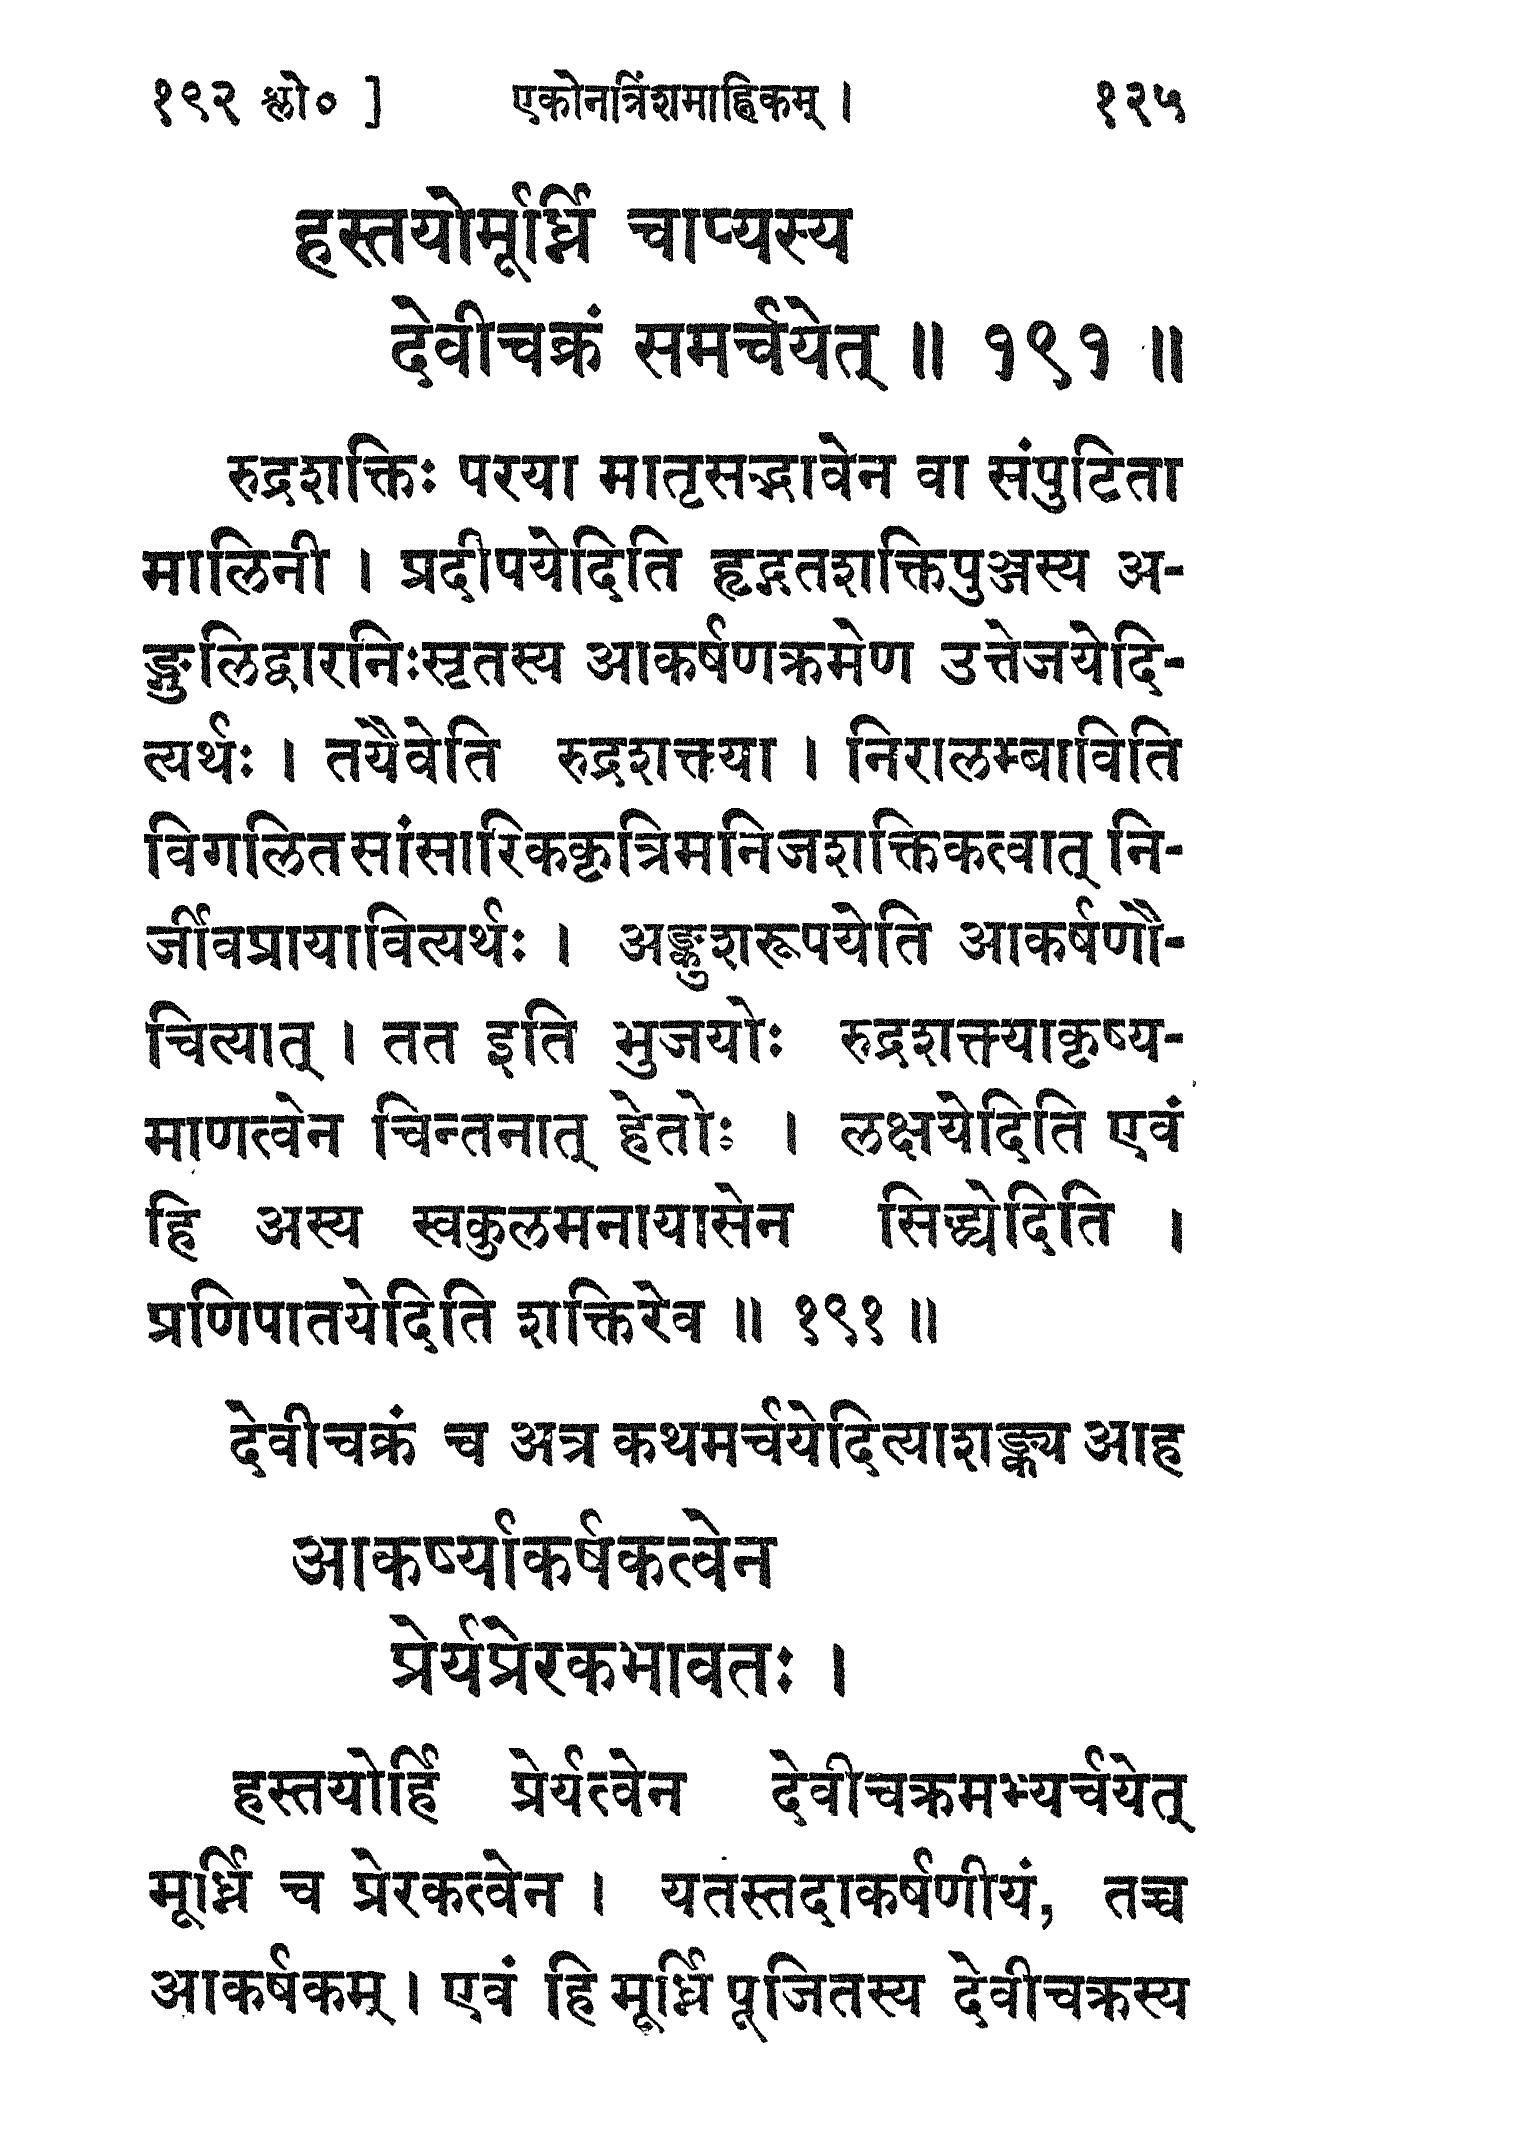 १९२ श्लो० ]	एकोनत्रिंशमाह्निकम् ।	१२५
हस्तयोर्मूर्ध्नि चाप्यस्य
देवीचक्रं समर्चयेत् ॥ १९१ ॥
रुद्रशक्तिः परया मातृसद्भावेन वा संपुटिता
मालिनी । प्रदीपयेदिति हृद्गतशक्तिपुञ्जस्य अ-
ङ्गुलिद्वारनिःसृतस्य आकर्षणक्रमेण उत्तेजयेदि-
त्यर्थः । तयैवेति रुद्रशक्त्या । निरालम्बाविति
विगलितसांसारिककृत्रिमनिजशक्तिकत्वात् नि-
र्जीवप्रायावित्यर्थः । अङ्कुशरूपयेति आकर्षणौ-
चित्यात् । तत इति भुजयोः रुद्रशक्त्याकृष्य-
माणत्वेन चिन्तनात् हेतोः । लक्षयेदिति एवं
हि अस्य स्वकुलमनायासेन सिद्ध्येदिति ।
प्रणिपातयेदिति शक्तिरेव ॥ १९१ ॥
देवीचक्रं च अत्र कथमर्चयेदित्याशङ्क्य आह
आकर्ष्याकर्षकत्वेन
प्रेर्यप्रेरकभावतः ।
हस्तयोर्हि प्रेर्यत्वेन देवीचक्रमभ्यर्चयेत्
मूर्ध्नि च प्रेरकत्वेन । यतस्तदाकर्षणीयं, तच्च
आकर्षकम् । एवं हि मूर्ध्नि पूजितस्य देवीचक्रस्य